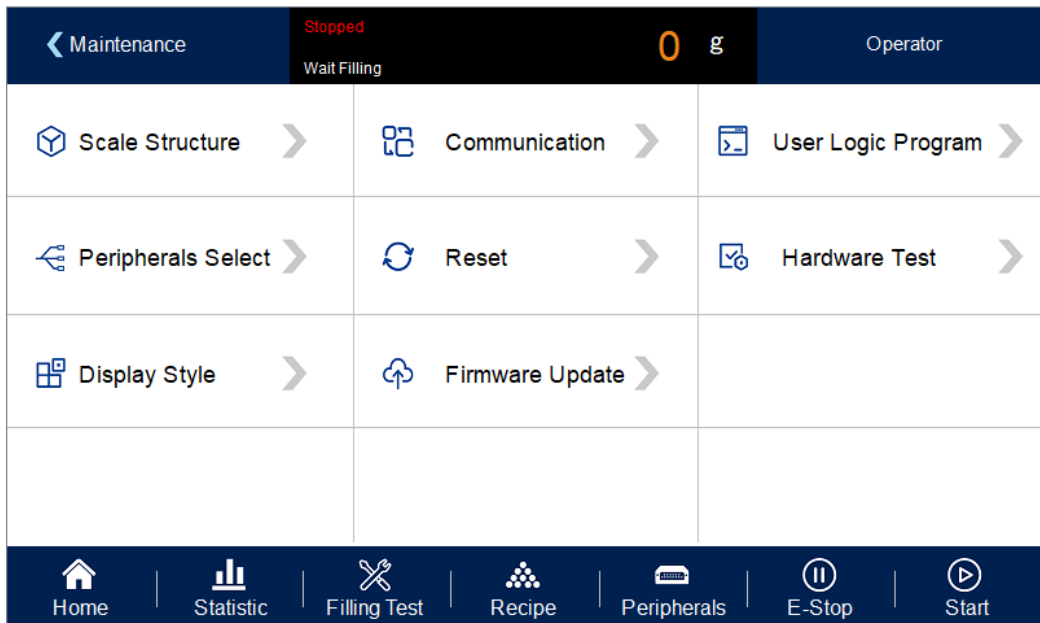 Maintenance
Stopped
Wait Filling
0 g
Operator
Scale Structure
Communication
User Logic Program
Peripherals Select
Reset
Hardware Test
Display Style
Firmware Update
Home
Statistic
Filling Test
Recipe
Peripherals
E-Stop
Start